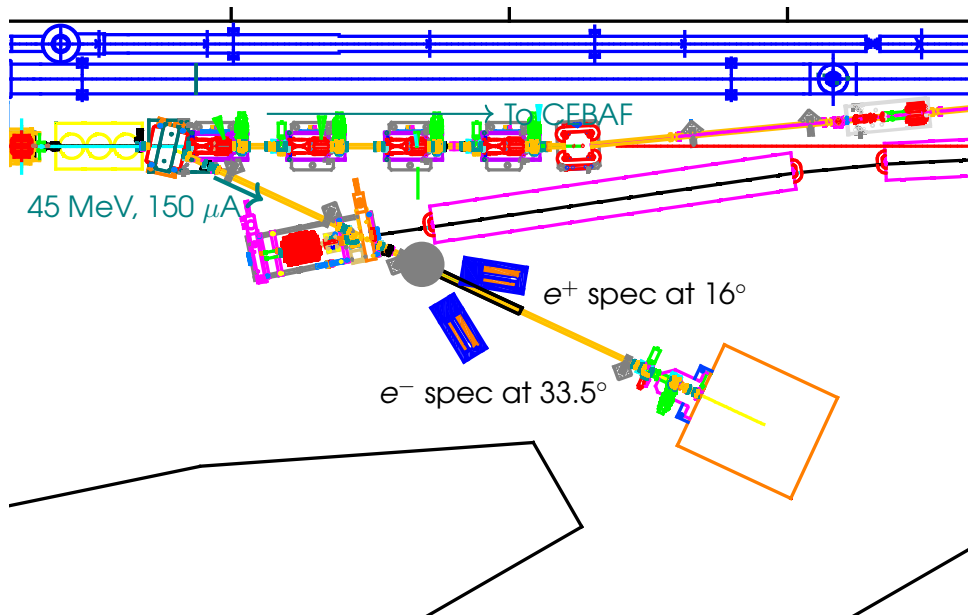 To CEBAF
45 MeV, 150 μA
e⁺ spec at 16°
e⁻ spec at 33.5°